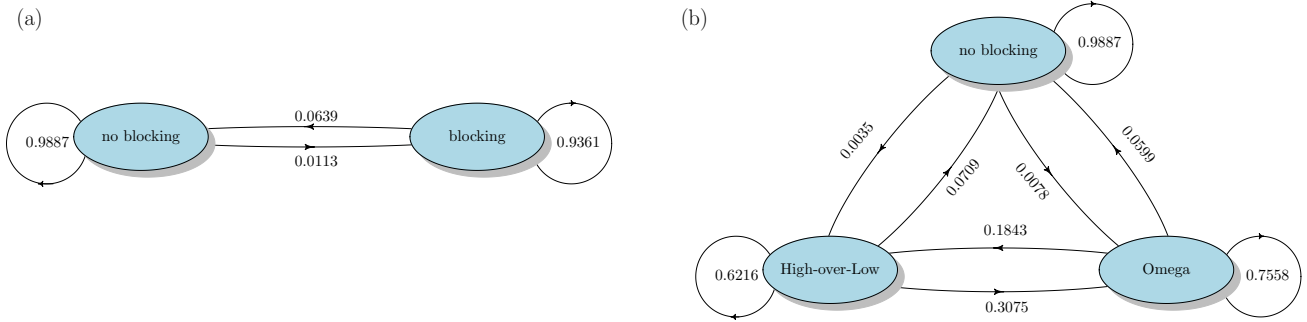 (a)
0.9887
no blocking
0.0639
0.0113
blocking
0.9361
(b)
no blocking
0.9887
0.0035
0.0709
0.0078
0.0599
0.6216
High-over-Low
0.1843
0.3075
Omega
0.7558